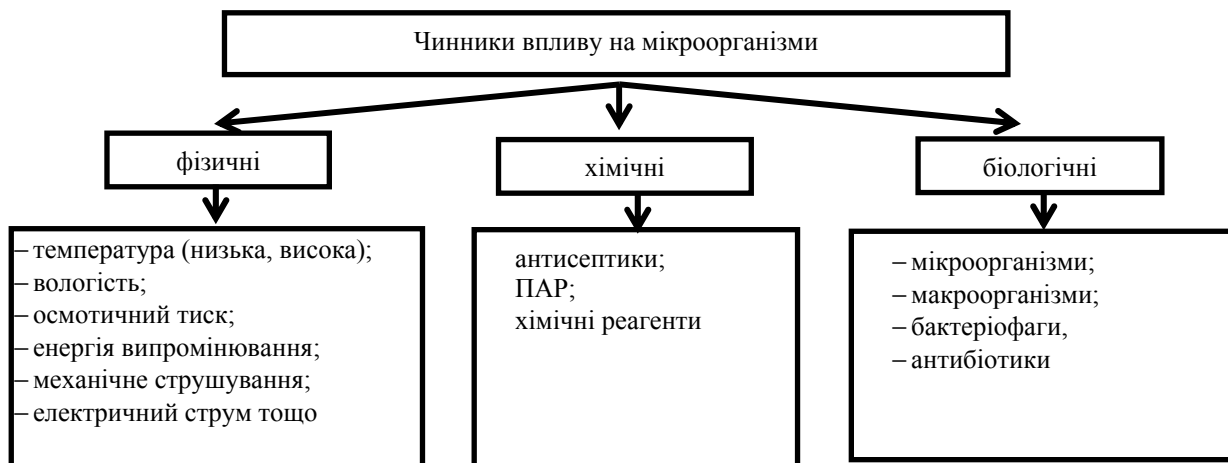 Чинники впливу на мікроорганізми
фізичні
хімічні
біологічні
– температура (низька, висока);
– вологість;
– осмотичний тиск;
– енергія випромінювання;
– механічне струшування;
– електричний струм тощо
антисептики;
ПАР;
хімічні реагенти
– мікроорганізми;
– макроорганізми;
– бактеріофаги,
– антибіотики